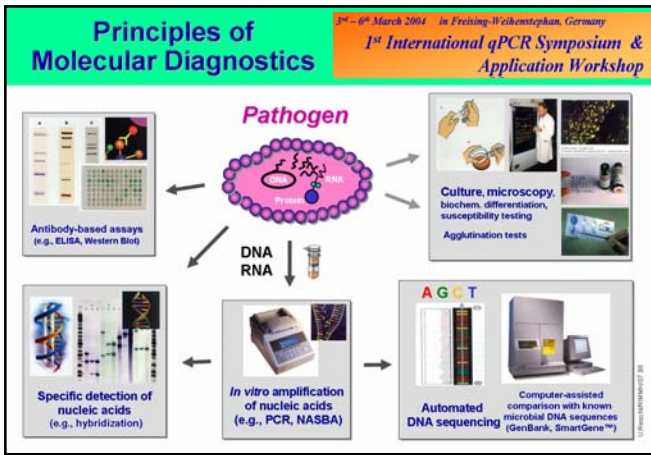 Principles of
Molecular Diagnostics
3rd – 6th March 2004 in Freising-Weihenstephan, Germany
1st International qPCR Symposium &
Application Workshop
Pathogen
DNA
RNA
Protein
A B C
Antibody-based assays
(e.g., ELISA, Western Blot)
Culture, microscopy,
biochem. differentiation,
susceptibility testing
Agglutination tests
DNA
RNA
Specific detection of
nucleic acids
(e.g., hybridization)
In vitro amplification
of nucleic acids
(e.g., PCR, NASBA)
A G C T
Automated
DNA sequencing
Computer-assisted
comparison with known
microbial DNA sequences
(GenBank, SmartGene™)